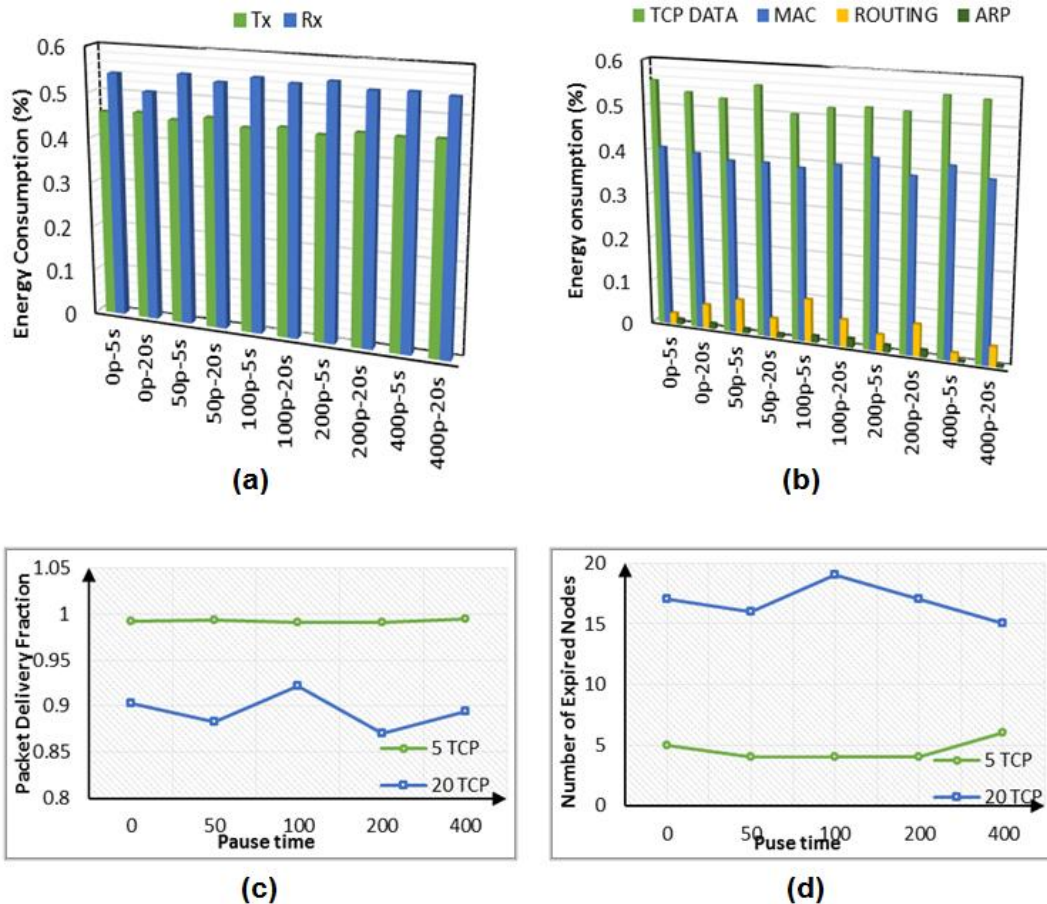 Tx Rx
Energy Consumption (%)
0.6
0.5
0.4
0.3
0.2
0.1
0
0p-5s
0p-20s
50p-5s
50p-20s
100p-5s
100p-20s
200p-5s
200p-20s
400p-5s
400p-20s
(a)
TCP DATA MAC ROUTING ARP
Energy onsumption (%)
0.6
0.5
0.4
0.3
0.2
0.1
0
0p-5s
0p-20s
50p-5s
50p-20s
100p-5s
100p-20s
200p-5s
200p-20s
400p-5s
400p-20s
(b)
Packet Delivery Fraction
1.05
1
0.95
0.9
0.85
0.8
5 TCP
20 TCP
0 50 100 200 400
Pause time
(c)
Number of Expired Nodes
20
15
10
5
0
5 TCP
20 TCP
0 50 100 200 400
Puse time
(d)